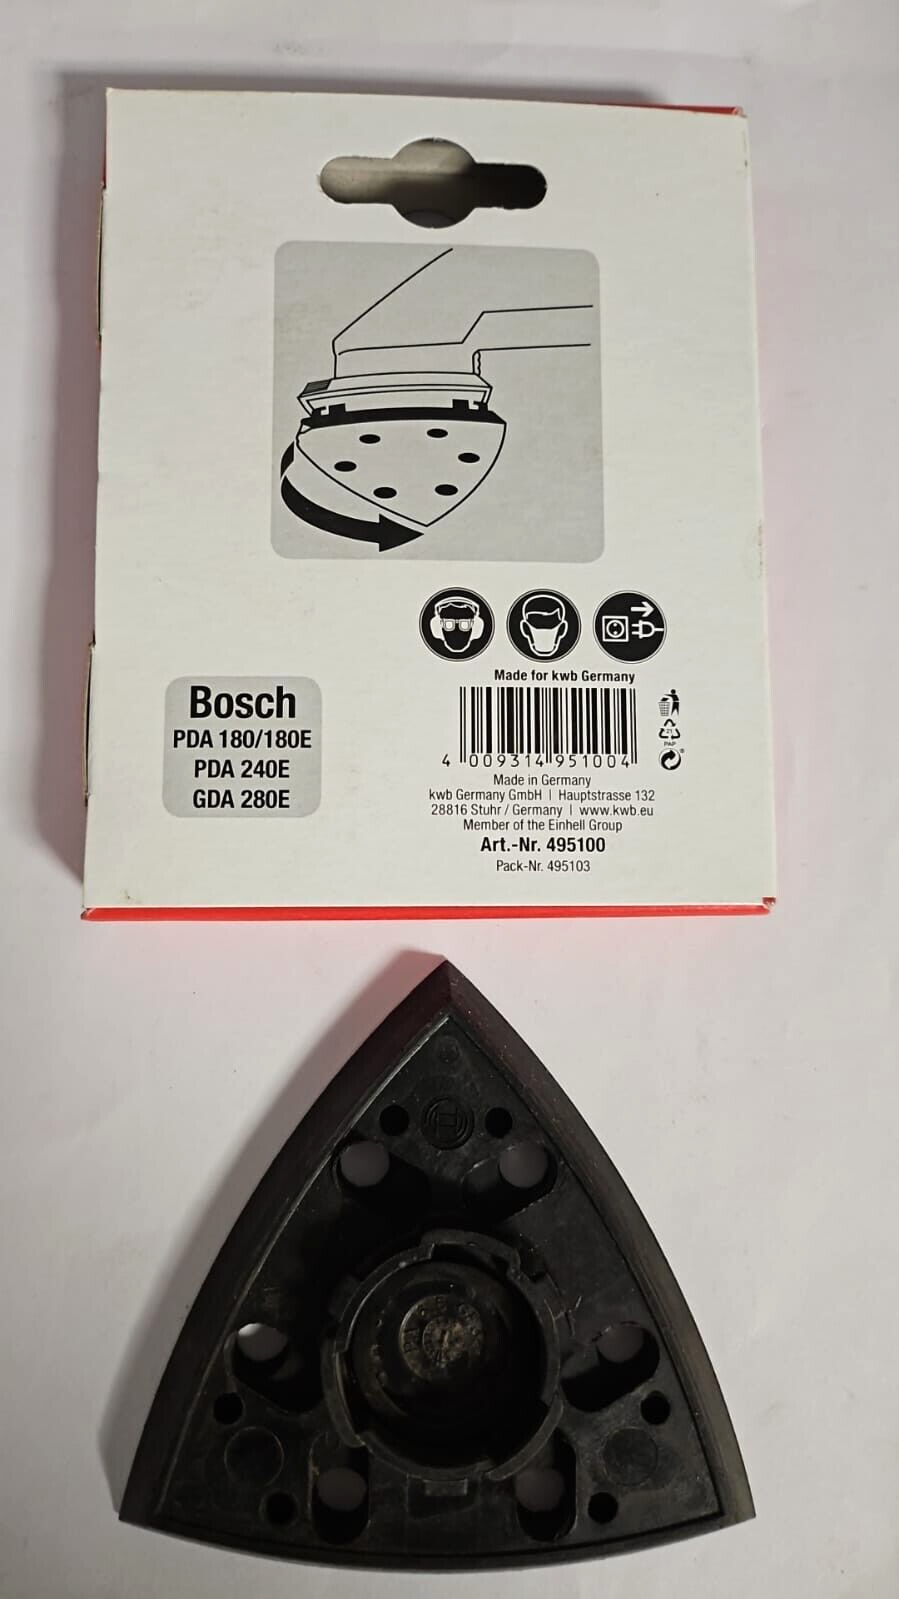 Bosch
PDA 180/180E
PDA 240E
GDA 280E
Made for kwb Germany
4 009314 951004
21
PAP
Made in Germany
kwb Germany GmbH | Hauptstrasse 132
28816 Stuhr / Germany | www.kwb.eu
Member of the Einhell Group
Art.-Nr. 495100
Pack-Nr. 495103